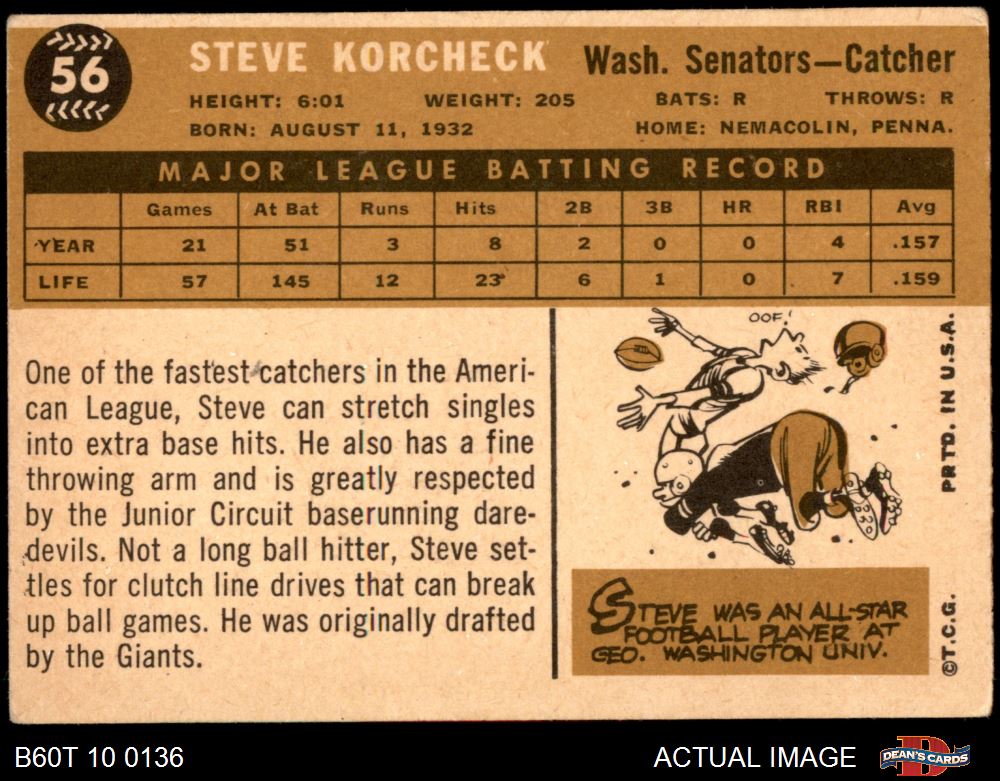 56
STEVE KORCHECK Wash. Senators—Catcher
HEIGHT: 6:01 WEIGHT: 205 BATS: R THROWS: R
BORN: AUGUST 11, 1932 HOME: NEMACOLIN, PENNA.
MAJOR LEAGUE BATTING RECORD
Games At Bat Runs Hits 2B 3B HR RBI Avg
YEAR 21 51 3 8 2 0 0 4 .157
LIFE 57 145 12 23 6 1 0 7 .159
One of the fastest catchers in the Ameri-
can League, Steve can stretch singles
into extra base hits. He also has a fine
throwing arm and is greatly respected
by the Junior Circuit baserunning dare-
devils. Not a long ball hitter, Steve set-
tles for clutch line drives that can break
up ball games. He was originally drafted
by the Giants.
OOF!
STEVE WAS AN ALL-STAR
FOOTBALL PLAYER AT
GEO. WASHINGTON UNIV.
©T.C.G. PRTD. IN U.S.A.
B60T 10 0136 ACTUAL IMAGE DEAN'S CARDS